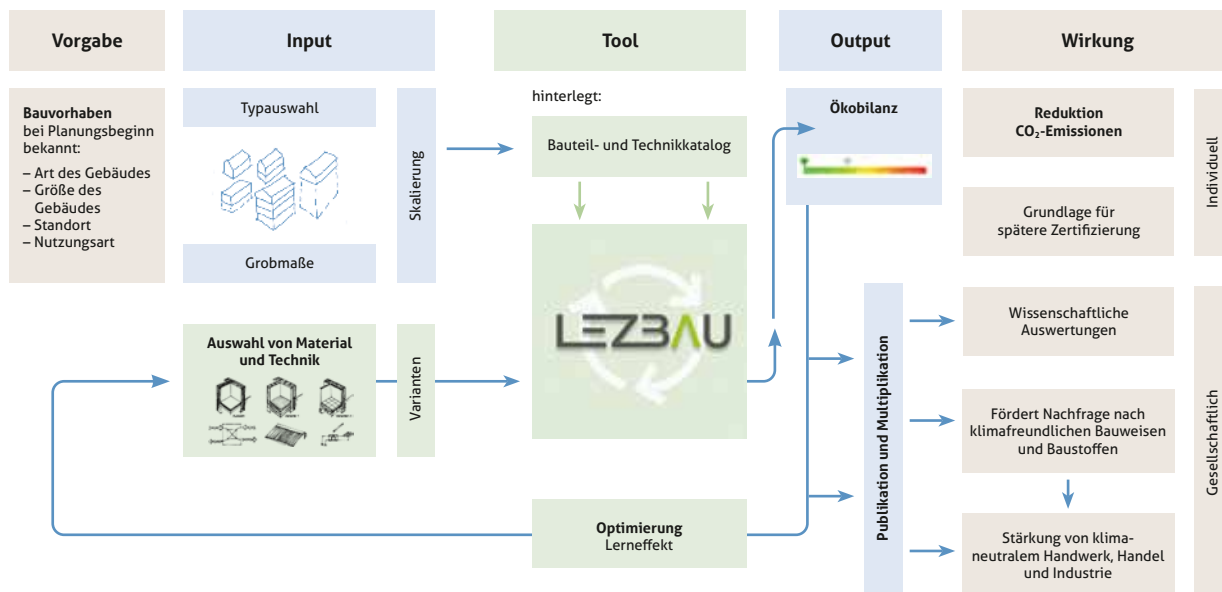 Vorgabe
Input
Tool
Output
Wirkung
Bauvorhaben
bei Planungsbeginn
bekannt:
– Art des Gebäudes
– Größe des
Gebäudes
– Standort
– Nutzungsart
Typauswahl
Grobmaße
Skalierung
Auswahl von Material
und Technik
Varianten
hinterlegt:
Bauteil- und Technikkatalog
LEZBAU
Optimierung
Lerneffekt
Ökobilanz
Publikation und Multiplikation
Reduktion
CO₂-Emissionen
Grundlage für
spätere Zertifizierung
Individuell
Wissenschaftliche
Auswertungen
Fördert Nachfrage nach
klimafreundlichen Bauweisen
und Baustoffen
Stärkung von klima-
neutralem Handwerk, Handel
und Industrie
Gesellschaftlich